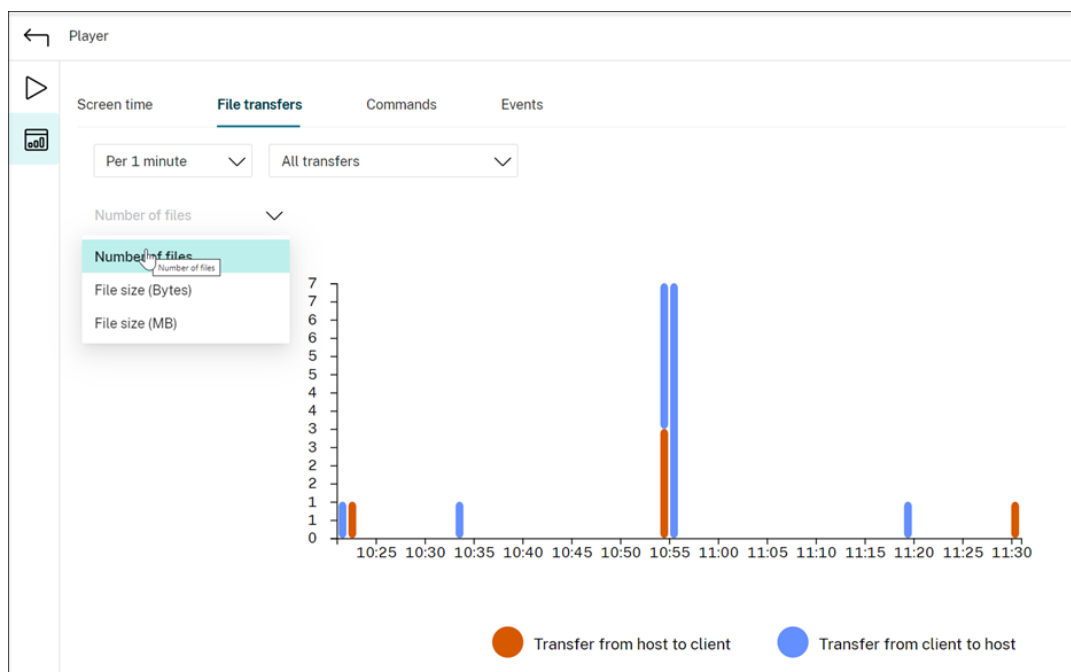 Player
Screen time File transfers Commands Events
Per 1 minute All transfers
Number of files
Number of files
Number of files
File size (Bytes)
File size (MB)
7
7
6
6
5
5
4
4
3
3
2
2
1
1
0
10:25 10:30 10:35 10:40 10:45 10:50 10:55 11:00 11:05 11:10 11:15 11:20 11:25 11:30
Transfer from host to client Transfer from client to host